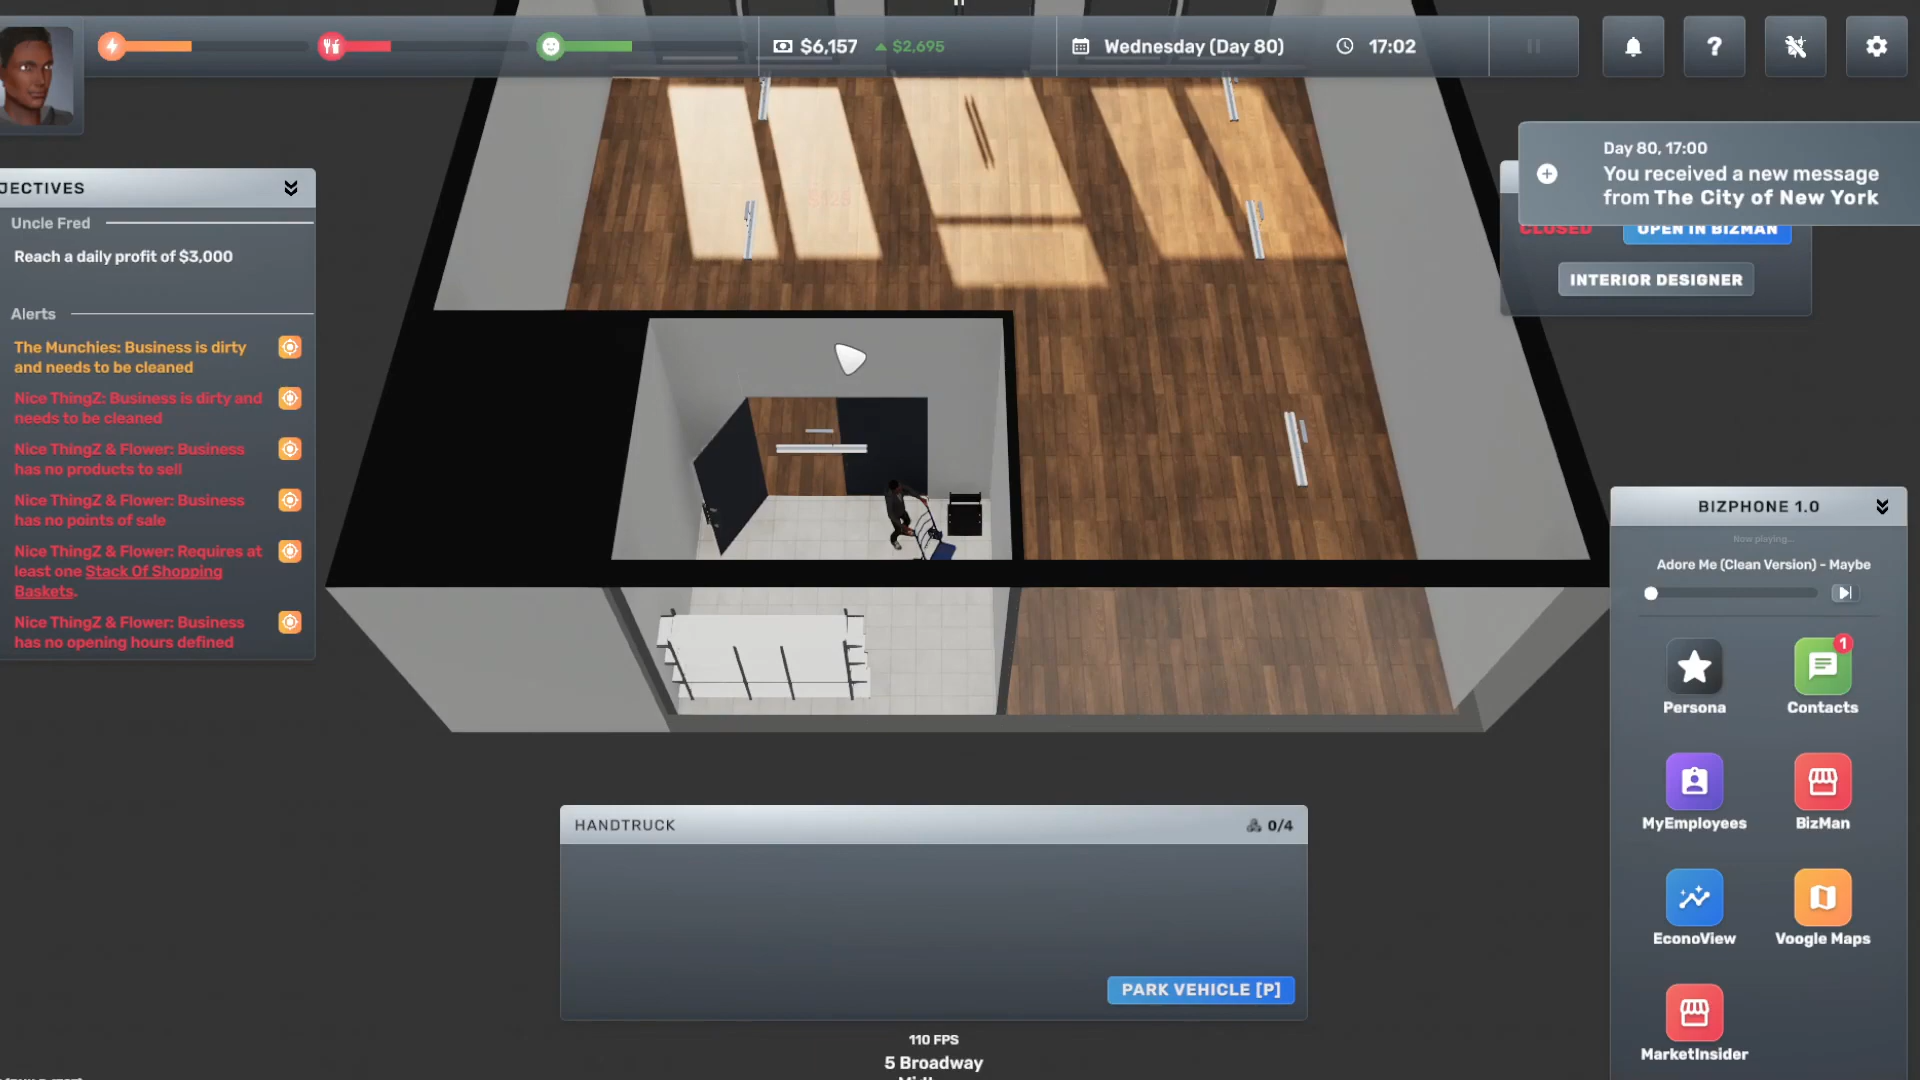 $6,157
$2,695
Wednesday (Day 80)
17:02
?
Day 80, 17:00
You received a new message
from The City of New York
CLOSED
OPEN IN BIZMAN
INTERIOR DESIGNER
JECTIVES
Uncle Fred
Reach a daily profit of $3,000
Alerts
The Munchies: Business is dirty
and needs to be cleaned
Nice ThingZ: Business is dirty and
needs to be cleaned
Nice ThingZ & Flower: Business
has no products to sell
Nice ThingZ & Flower: Business
has no points of sale
Nice ThingZ & Flower: Requires at
least one Stack Of Shopping
Baskets.
Nice ThingZ & Flower: Business
has no opening hours defined
BIZPHONE 1.0
Now playing...
Adore Me (Clean Version) - Maybe
Persona
1
Contacts
MyEmployees
BizMan
EconoView
Voogle Maps
MarketInsider
HANDTRUCK
0/4
PARK VEHICLE [P]
110 FPS
5 Broadway